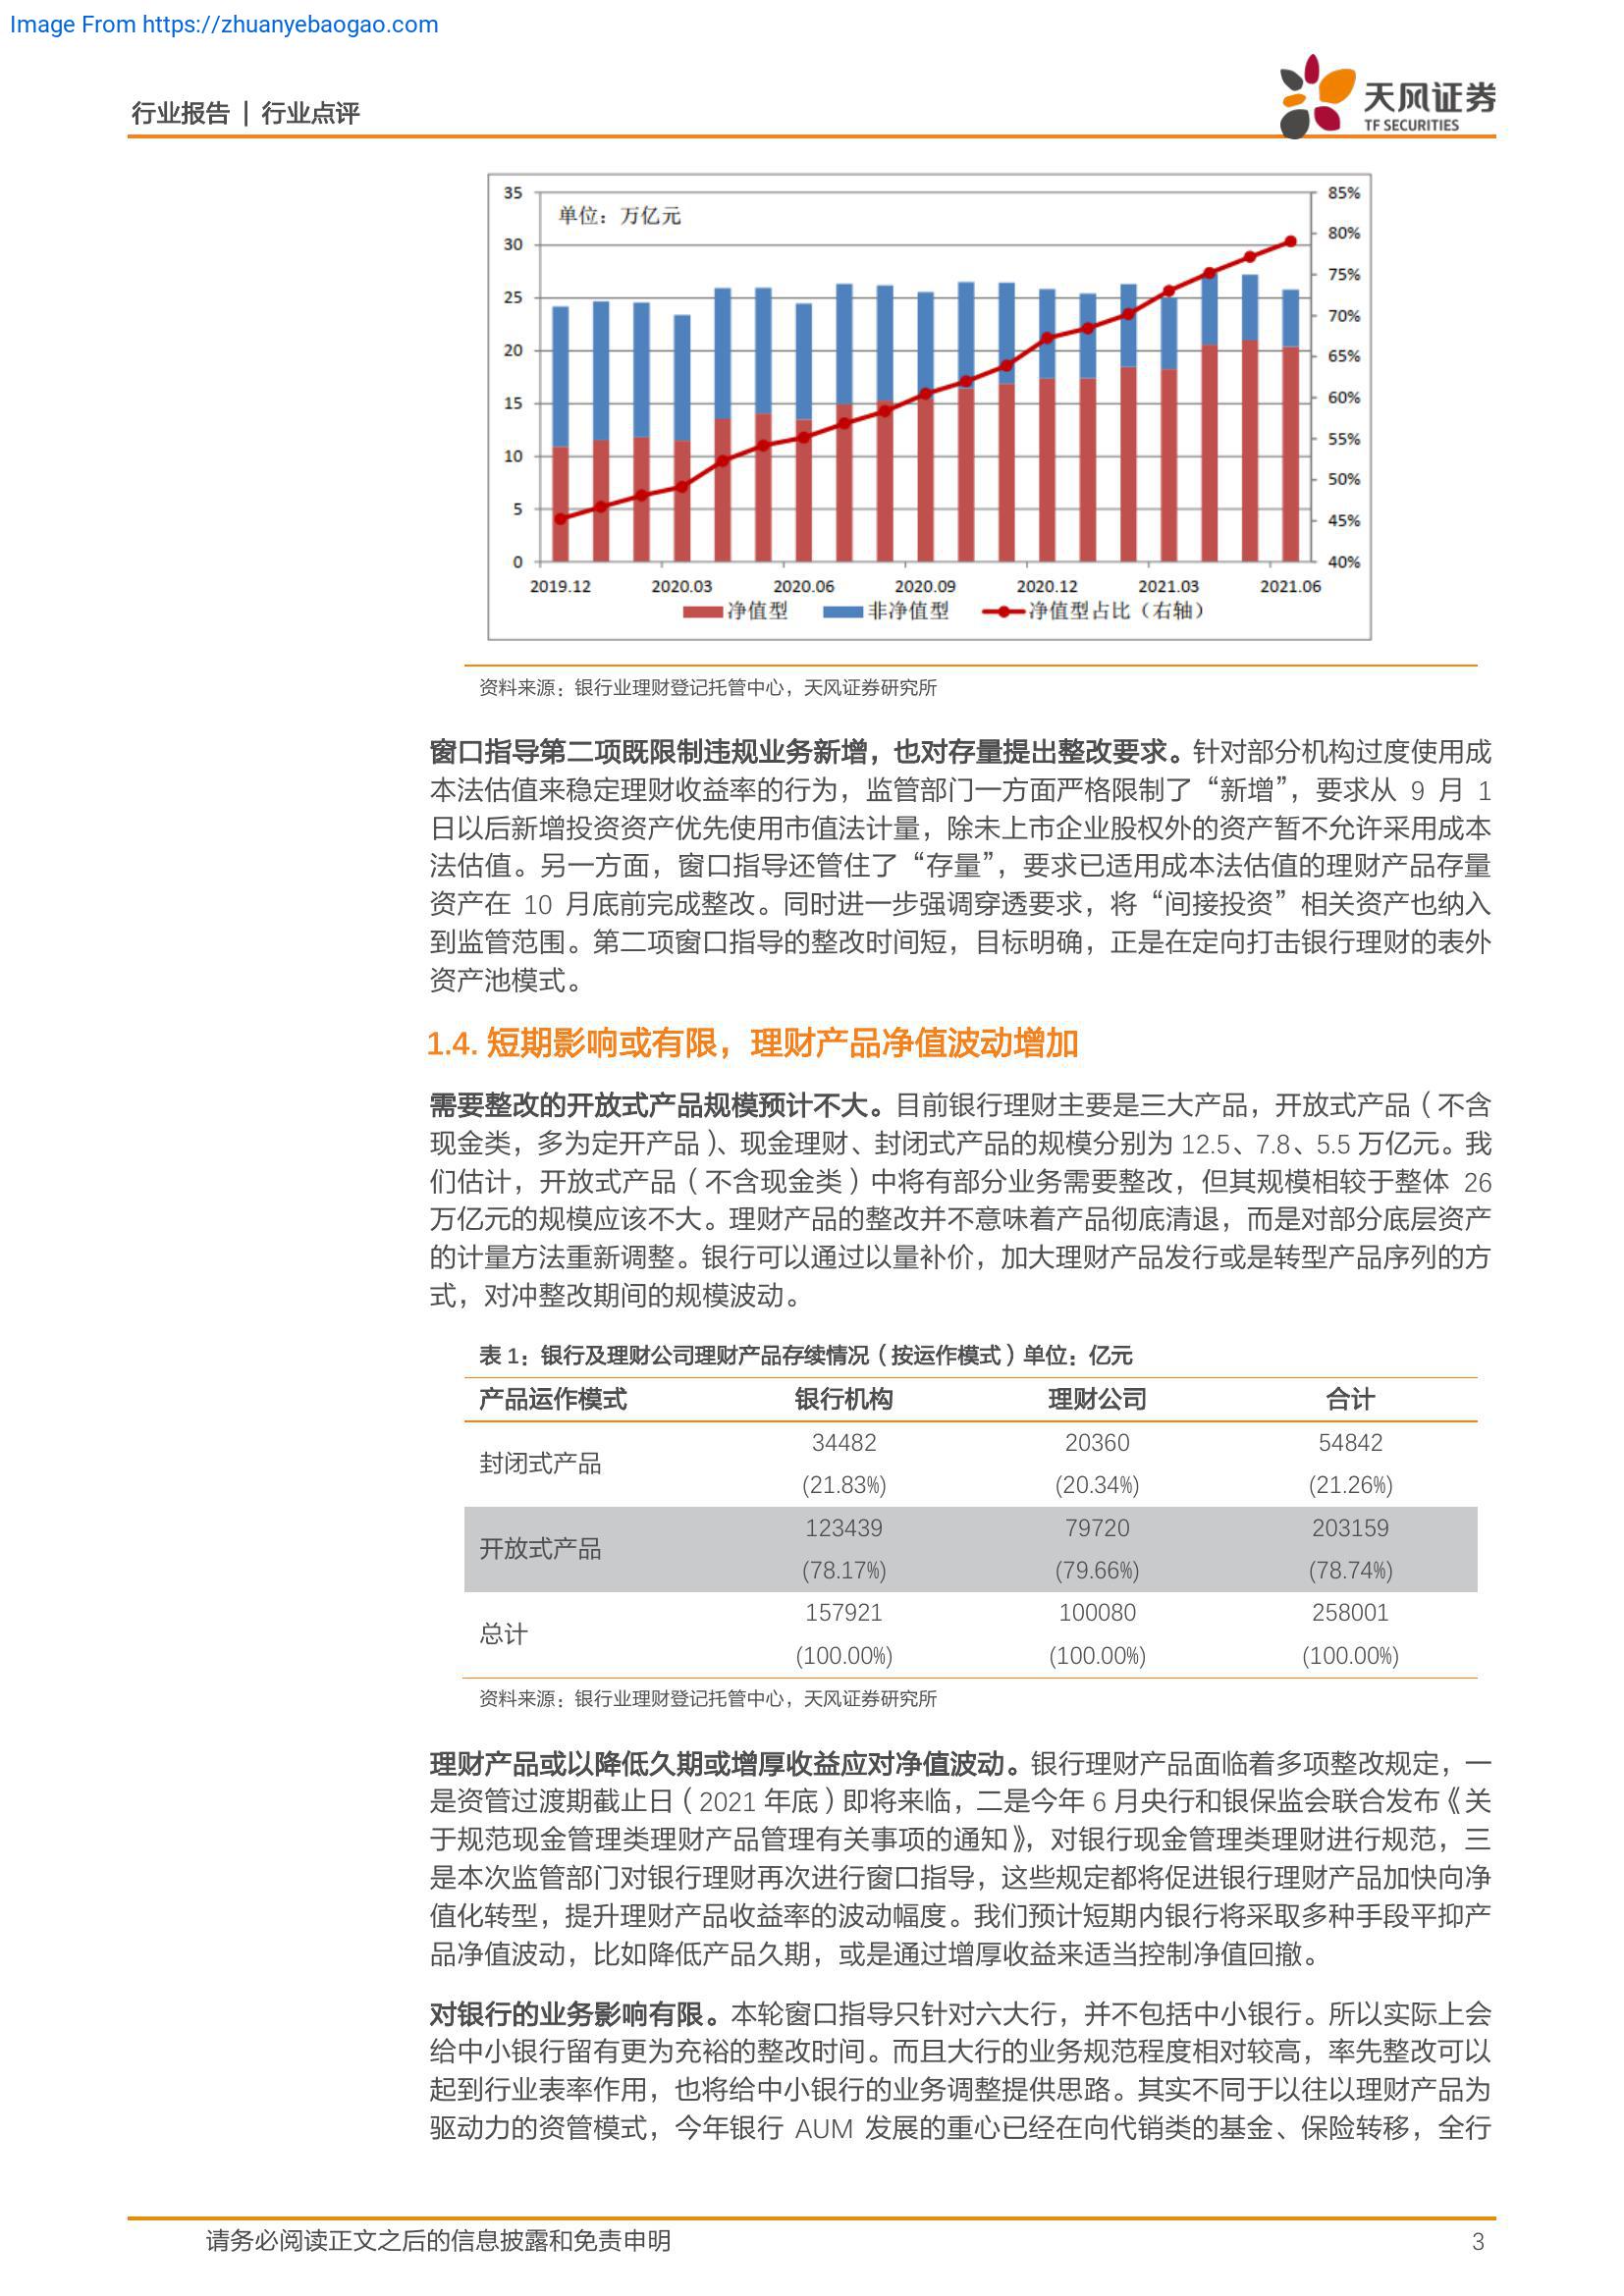 Image From https://zhuanyebaogao.com
行业报告 | 行业点评
天风证券
TF SECURITIES
单位：万亿元
35
30
25
20
15
10
5
0
85%
80%
75%
70%
65%
60%
55%
50%
45%
40%
2019.12 2020.03 2020.06 2020.09 2020.12 2021.03 2021.06
净值型 非净值型 净值型占比（右轴）
资料来源：银行业理财登记托管中心，天风证券研究所
窗口指导第二项既限制违规业务新增，也对存量提出整改要求。针对部分机构过度使用成
本法估值来稳定理财收益率的行为，监管部门一方面严格限制了“新增”，要求从 9 月 1
日以后新增投资资产优先使用市值法计量，除未上市企业股权外的资产暂不允许采用成本
法估值。另一方面，窗口指导还管住了“存量”，要求已适用成本法估值的理财产品存量
资产在 10 月底前完成整改。同时进一步强调穿透要求，将“间接投资”相关资产也纳入
到监管范围。第二项窗口指导的整改时间短，目标明确，正是在定向打击银行理财的表外
资产池模式。
1.4. 短期影响或有限，理财产品净值波动增加
需要整改的开放式产品规模预计不大。目前银行理财主要是三大产品，开放式产品（不含
现金类，多为定开产品）、现金理财、封闭式产品的规模分别为 12.5、7.8、5.5 万亿元。我
们估计，开放式产品（不含现金类）中将有部分业务需要整改，但其规模相较于整体 26
万亿元的规模应该不大。理财产品的整改并不意味着产品彻底清退，而是对部分底层资产
的计量方法重新调整。银行可以通过以量补价，加大理财产品发行或是转型产品序列的方
式，对冲整改期间的规模波动。
表 1：银行及理财公司理财产品存续情况（按运作模式）单位：亿元
产品运作模式 银行机构 理财公司 合计
封闭式产品
34482 20360 54842
(21.83%) (20.34%) (21.26%)
开放式产品
123439 79720 203159
(78.17%) (79.66%) (78.74%)
总计
157921 100080 258001
(100.00%) (100.00%) (100.00%)
资料来源：银行业理财登记托管中心，天风证券研究所
理财产品或以降低久期或增厚收益应对净值波动。银行理财产品面临着多项整改规定，一
是资管过渡期截止日（2021 年底）即将来临，二是今年 6 月央行和银保监会联合发布《关
于规范现金管理类理财产品管理有关事项的通知》，对银行现金管理类理财进行规范，三
是本次监管部门对银行理财再次进行窗口指导，这些规定都将促进银行理财产品加快向净
值化转型，提升理财产品收益率的波动幅度。我们预计短期内银行将采取多种手段平抑产
品净值波动，比如降低产品久期，或是通过增厚收益来适当控制净值回撤。
对银行的业务影响有限。本轮窗口指导只针对六大行，并不包括中小银行。所以实际上会
给中小银行留有更为充裕的整改时间。而且大行的业务规范程度相对较高，率先整改可以
起到行业表率作用，也将给中小银行的业务调整提供思路。其实不同于以往以理财产品为
驱动力的资管模式，今年银行 AUM 发展的重心已经在向代销类的基金、保险转移，全行
请务必阅读正文之后的信息披露和免责申明
3